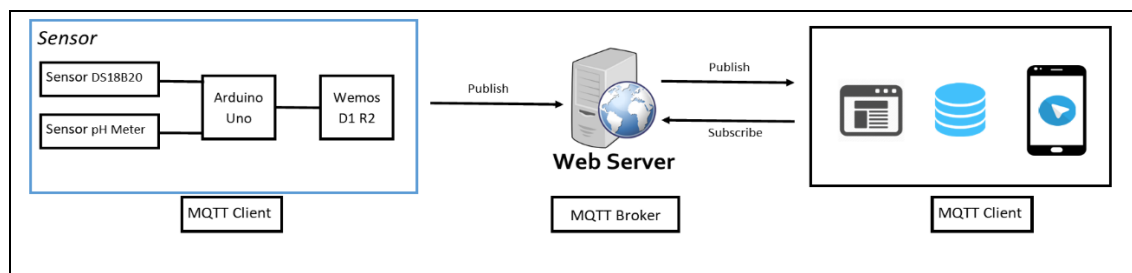 Sensor
Sensor DS18B20
Sensor pH Meter
Arduino
Uno
Wemos
D1 R2
MQTT Client
Publish
Web Server
MQTT Broker
Publish
Subscribe
MQTT Client